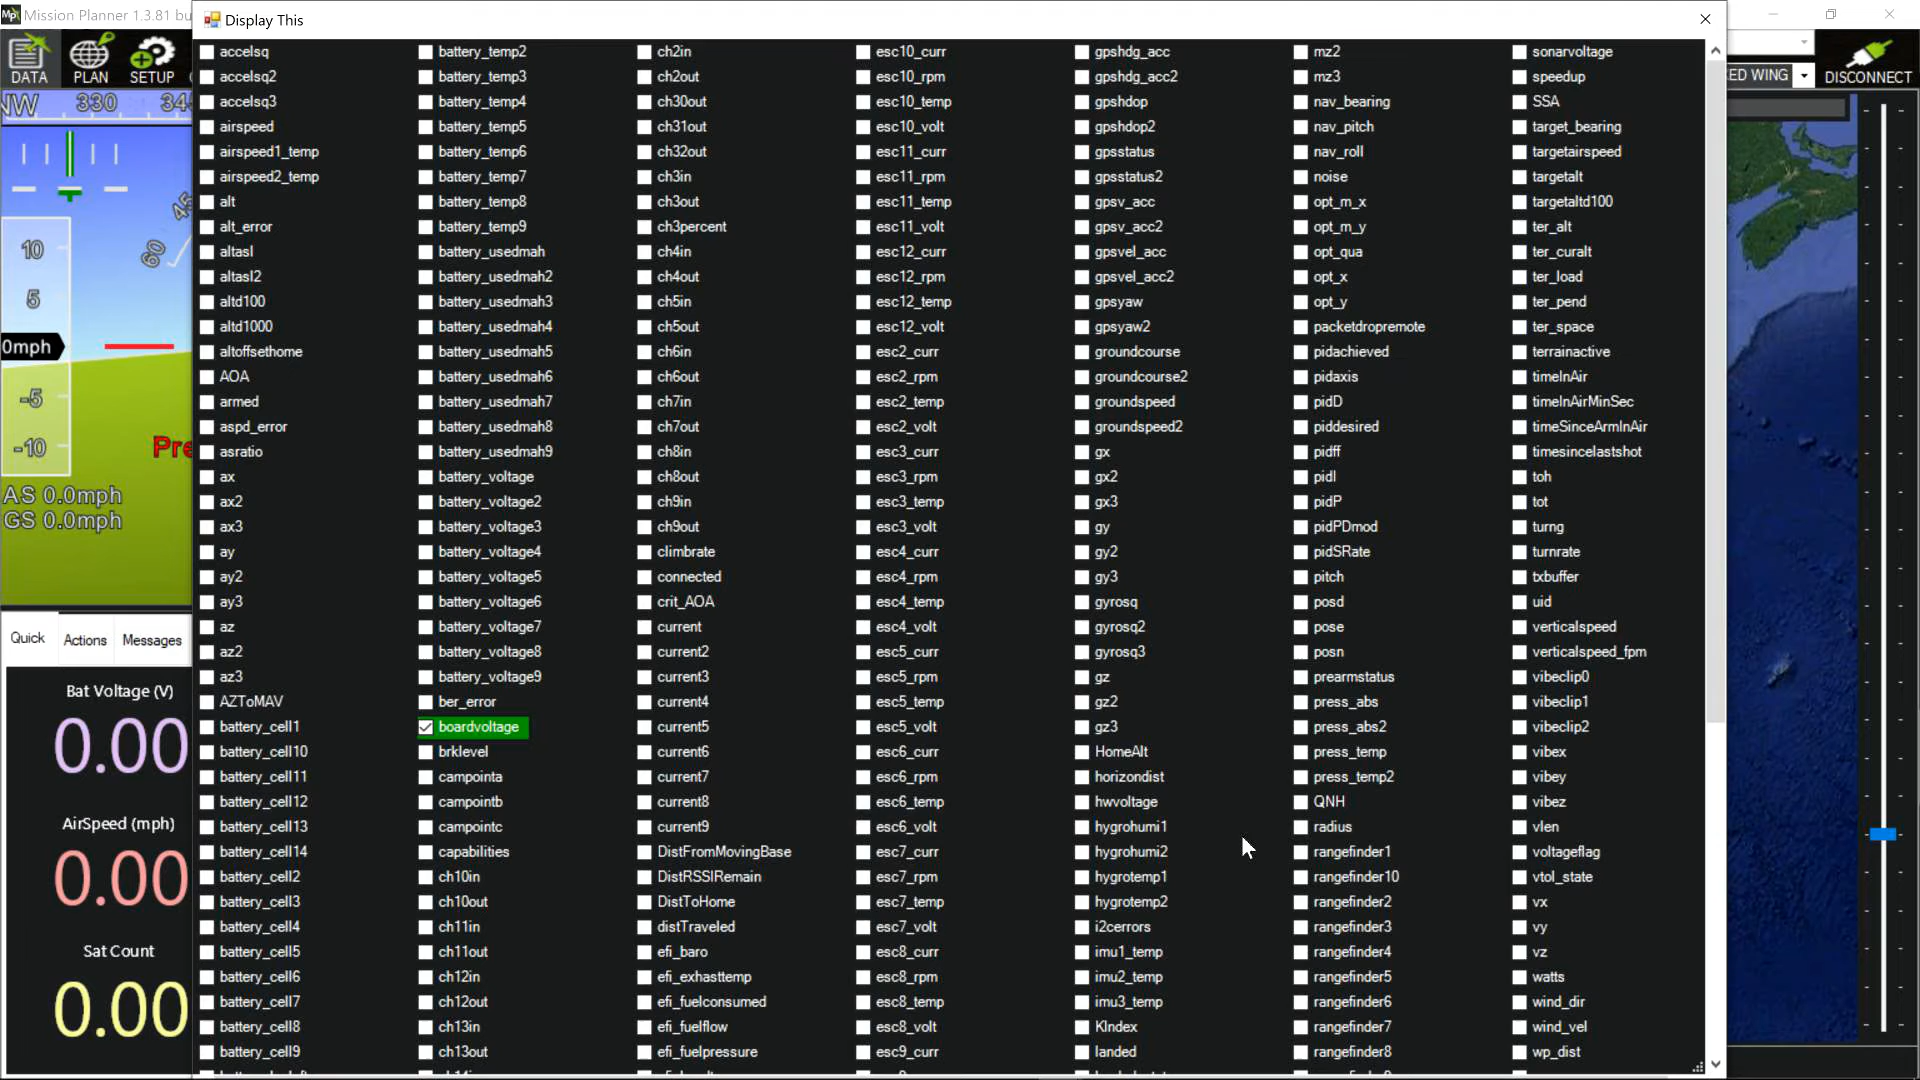 Mission Planner 1.3.81 bu
Display This
DATA
PLAN
SETUP
ED WING
DISCONNECT
NW 330 34
10
5
0mph
-5
-10
45
60
Pre
AS 0.0mph
GS 0.0mph
Quick
Actions
Messages
Bat Voltage (V)
0.00
AirSpeed (mph)
0.00
Sat Count
0.00
accelsq
accelsq2
accelsq3
airspeed
airspeed1_temp
airspeed2_temp
alt
alt_error
altasl
altasl2
altd100
altd1000
altoffsethome
AOA
armed
aspd_error
asratio
ax
ax2
ax3
ay
ay2
ay3
az
az2
az3
AZToMAV
battery_cell1
battery_cell10
battery_cell11
battery_cell12
battery_cell13
battery_cell14
battery_cell2
battery_cell3
battery_cell4
battery_cell5
battery_cell6
battery_cell7
battery_cell8
battery_cell9
battery_temp2
battery_temp3
battery_temp4
battery_temp5
battery_temp6
battery_temp7
battery_temp8
battery_temp9
battery_usedmah
battery_usedmah2
battery_usedmah3
battery_usedmah4
battery_usedmah5
battery_usedmah6
battery_usedmah7
battery_usedmah8
battery_usedmah9
battery_voltage
battery_voltage2
battery_voltage3
battery_voltage4
battery_voltage5
battery_voltage6
battery_voltage7
battery_voltage8
battery_voltage9
ber_error
boardvoltage
brklevel
campointa
campointb
campointc
capabilities
ch10in
ch10out
ch11in
ch11out
ch12in
ch12out
ch13in
ch13out
ch2in
ch2out
ch30out
ch31out
ch32out
ch3in
ch3out
ch3percent
ch4in
ch4out
ch5in
ch5out
ch6in
ch6out
ch7in
ch7out
ch8in
ch8out
ch9in
ch9out
climbrate
connected
crit_AOA
current
current2
current3
current4
current5
current6
current7
current8
current9
DistFromMovingBase
DistRSSIRemain
DistToHome
distTraveled
efi_baro
efi_exhasttemp
efi_fuelconsumed
efi_fuelflow
efi_fuelpressure
esc10_curr
esc10_rpm
esc10_temp
esc10_volt
esc11_curr
esc11_rpm
esc11_temp
esc11_volt
esc12_curr
esc12_rpm
esc12_temp
esc12_volt
esc2_curr
esc2_rpm
esc2_temp
esc2_volt
esc3_curr
esc3_rpm
esc3_temp
esc3_volt
esc4_curr
esc4_rpm
esc4_temp
esc4_volt
esc5_curr
esc5_rpm
esc5_temp
esc5_volt
esc6_curr
esc6_rpm
esc6_temp
esc6_volt
esc7_curr
esc7_rpm
esc7_temp
esc7_volt
esc8_curr
esc8_rpm
esc8_temp
esc8_volt
esc9_curr
gpshdg_acc
gpshdg_acc2
gpshdop
gpshdop2
gpsstatus
gpsstatus2
gpsv_acc
gpsv_acc2
gpsvel_acc
gpsvel_acc2
gpsyaw
gpsyaw2
groundcourse
groundcourse2
groundspeed
groundspeed2
gx
gx2
gx3
gy
gy2
gy3
gyrosq
gyrosq2
gyrosq3
gz
gz2
gz3
HomeAlt
horizondist
hwvoltage
hygrohumi1
hygrohumi2
hygrotemp1
hygrotemp2
i2cerrors
imu1_temp
imu2_temp
imu3_temp
KIndex
landed
mz2
mz3
nav_bearing
nav_pitch
nav_roll
noise
opt_m_x
opt_m_y
opt_qua
opt_x
opt_y
packetdropremote
pidachieved
pidaxis
pidD
piddesired
pidff
pidI
pidP
pidPDmod
pidSRate
pitch
posd
pose
posn
prearmstatus
press_abs
press_abs2
press_temp
press_temp2
QNH
radius
rangefinder1
rangefinder10
rangefinder2
rangefinder3
rangefinder4
rangefinder5
rangefinder6
rangefinder7
rangefinder8
sonarvoltage
speedup
SSA
target_bearing
targetairspeed
targetalt
targetaltd100
ter_alt
ter_curalt
ter_load
ter_pend
ter_space
terrainactive
timeInAir
timeInAirMinSec
timeSinceArmInAir
timesincelastshot
toh
tot
turng
turnrate
txbuffer
uid
verticalspeed
verticalspeed_fpm
vibeclip0
vibeclip1
vibeclip2
vibex
vibey
vibez
vlen
voltageflag
vtol_state
vx
vy
vz
watts
wind_dir
wind_vel
wp_dist